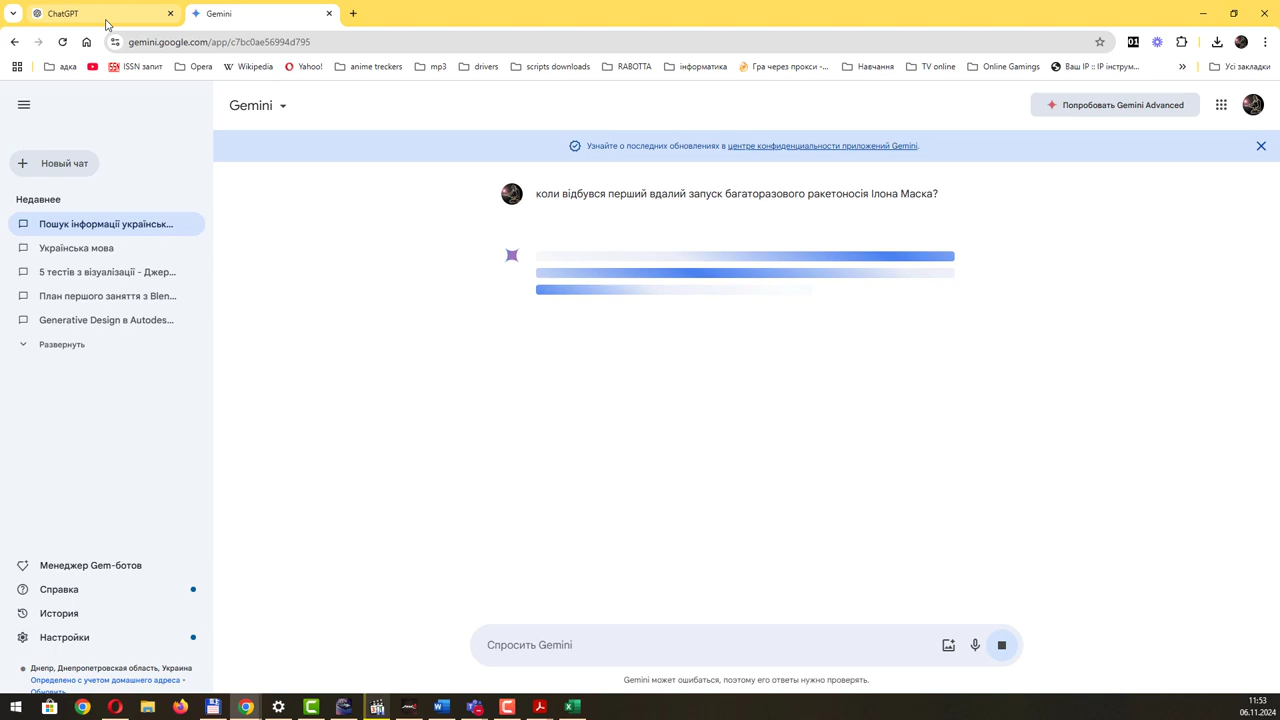 ChatGPT
Gemini
gemini.google.com/app/c7bc0ae56994d795
адка
ISSN запит
Opera
Wikipedia
Yahoo!
anime treckers
mp3
drivers
scripts downloads
RABOTTA
інформатика
Гра через прокси -...
Навчання
TV online
Online Gamings
Ваш IP :: IP інструм...
Усі закладки
Gemini
Попробовать Gemini Advanced
Узнайте о последних обновлениях в центре конфиденциальности приложений Gemini.
Новый чат
Недавнее
Пошук інформації українськ...
Українська мова
5 тестів з візуалізації - Джер...
План першого заняття з Blen...
Generative Design в Autodes...
Развернуть
коли відбувся перший вдалий запуск багаторазового ракетоносія Ілона Маска?
Менеджер Gem-ботов
Справка
История
Настройки
Днепр, Днепропетровская область, Украина
Определено с учетом домашнего адреса •
Обновить
Спросить Gemini
Gemini может ошибаться, поэтому его ответы нужно проверять.
11:53
06.11.2024